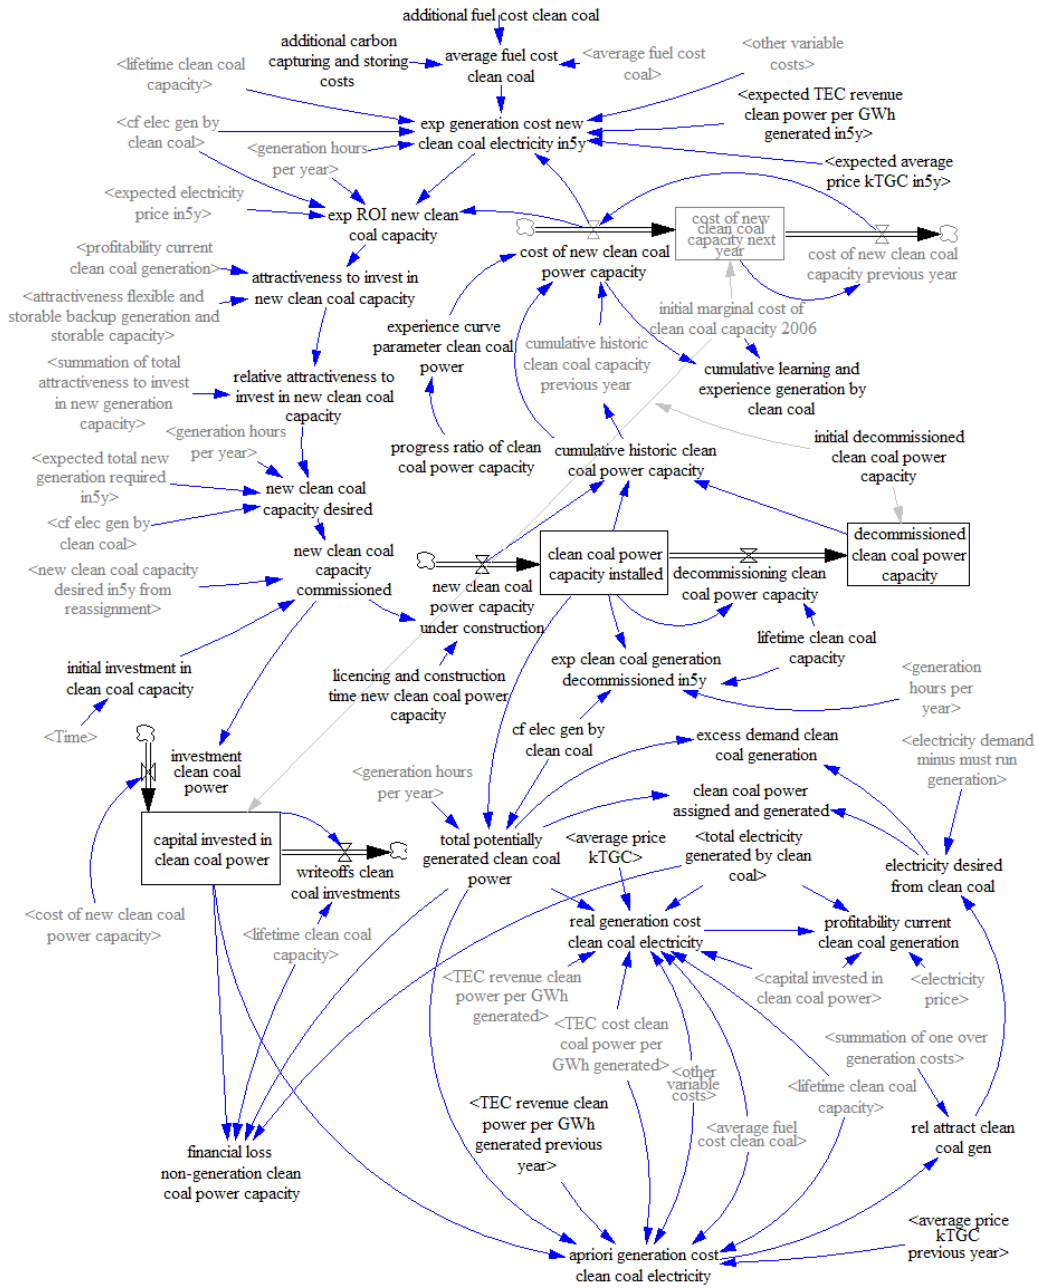 additional fuel cost clean coal
additional carbon
capturing and storing
costs
average fuel cost
clean coal
<average fuel cost
coal>
<other variable
costs>
<lifetime clean coal
capacity>
<expected TEC revenue
clean power per GWh
generated in5y>
<cf elec gen by
clean coal>
exp generation cost new
clean coal electricity in5y
<generation hours
per year>
<expected average
price kTGC in5y>
<expected electricity
price in5y>
exp ROI new clean
coal capacity
cost of new
clean coal
capacity next
year
cost of new clean coal
power capacity
cost of new clean coal
capacity previous year
<profitability current
clean coal generation>
attractiveness to invest in
new clean coal capacity
<attractiveness flexible and
storable backup generation and
storable capacity>
experience curve
parameter clean coal
power
initial marginal cost of
clean coal capacity 2006
cumulative historic
clean coal capacity
previous year
<summation of total
attractiveness to invest
in new generation
capacity>
relative attractiveness to
invest in new clean coal
capacity
cumulative learning and
experience generation by
clean coal
<generation hours
per year>
progress ratio of clean
coal power capacity
cumulative historic clean
coal power capacity
initial decommissioned
clean coal power
capacity
<expected total new
generation required
in5y>
new clean coal
capacity desired
<cf elec gen by
clean coal>
new clean coal
capacity
commissioned
clean coal power
capacity installed
decommissioned
clean coal power
capacity
<new clean coal capacity
desired in5y from
reassignment>
new clean coal
power capacity
under construction
decommissioning clean
coal power capacity
initial investment in
clean coal capacity
licencing and construction
time new clean coal power
capacity
exp clean coal generation
decommissioned in5y
lifetime clean coal
capacity
<generation
hours per
year>
<Time>
investment
clean coal
power
cf elec gen by
clean coal
excess demand clean
coal generation
<electricity demand
minus must run
generation>
<generation hours
per year>
clean coal power
assigned and generated
capital invested in
clean coal power
writeoffs clean
coal investments
total potentially
generated clean coal
power
<average price
kTGC>
<total electricity
generated by clean
coal>
electricity desired
from clean coal
<cost of new clean coal
power capacity>
<lifetime clean coal
capacity>
real generation cost
clean coal electricity
profitability current
clean coal generation
<TEC revenue clean
power per GWh
generated>
<capital invested in
clean coal power>
<electricity
price>
<TEC cost clean
coal power per
GWh generated>
<summation of one over
generation costs>
<other
variable
costs>
<lifetime clean coal
capacity>
<TEC revenue clean
power per GWh
generated previous
year>
<average fuel
cost clean coal>
rel attract clean
coal gen
financial loss
non-generation clean
coal power capacity
<average price
kTGC
previous year>
apriori generation cost
clean coal electricity